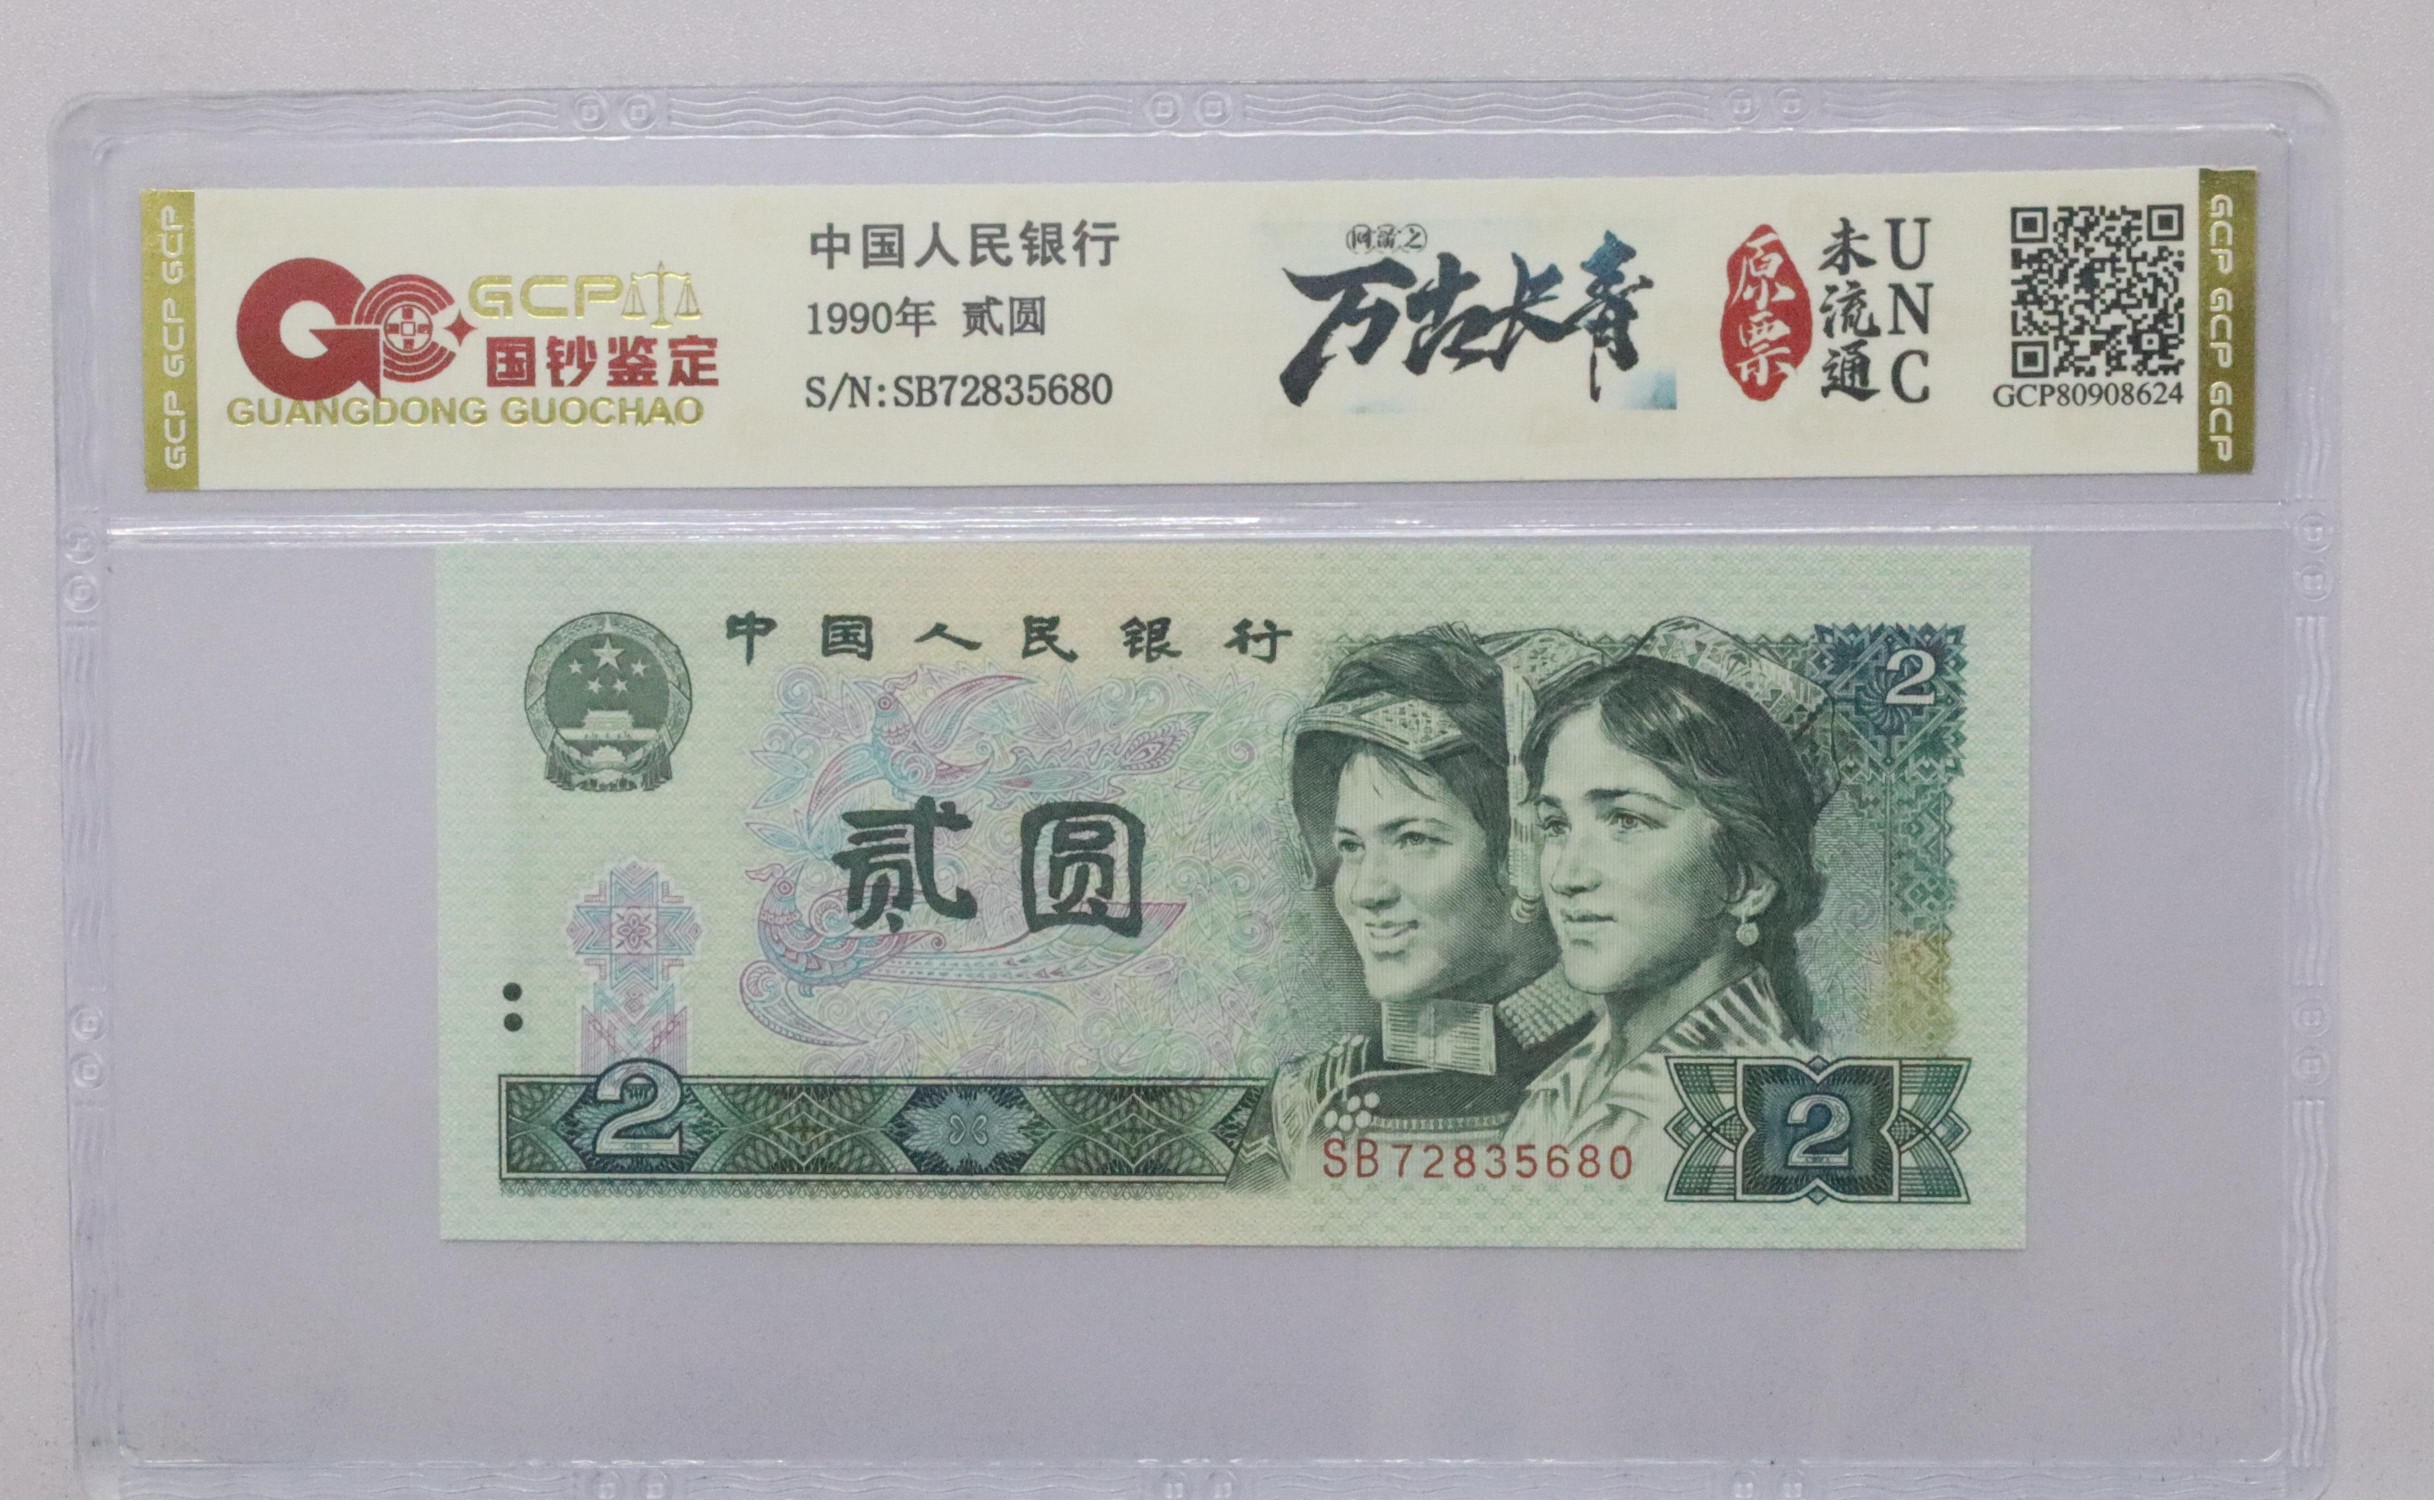 GCP GCP GCP
GCP
国钞鉴定
GUANGDONG GUOCHAO
中国人民银行
1990年 贰圆
S/N:SB72835680
万古长青
原票
未流通
UNC
GCP80908624
GCP GCP GCP
中国人民银行
2
贰圆
2
SB72835680
2